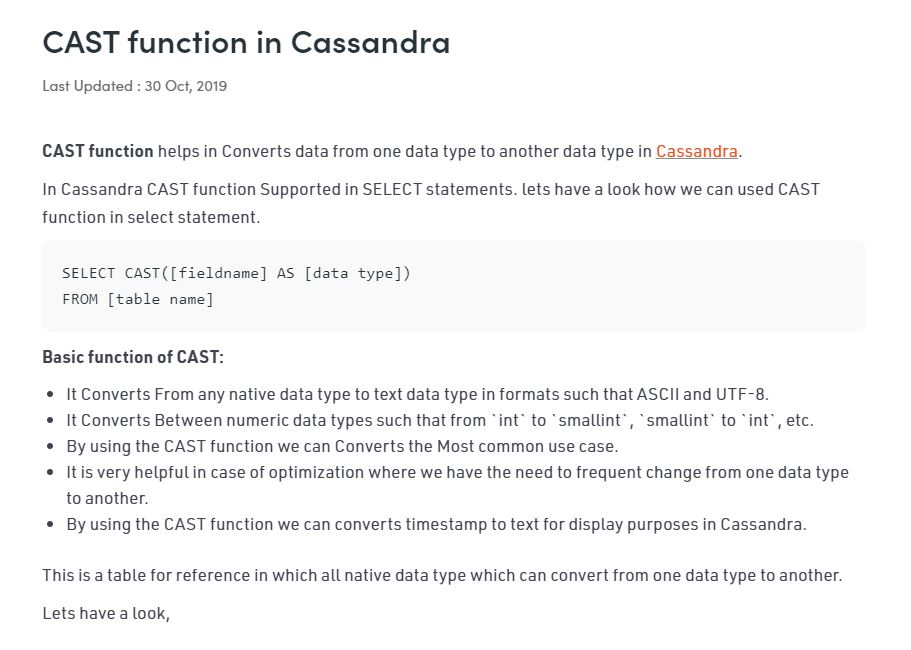 CAST function in Cassandra
Last Updated : 30 Oct, 2019
CAST function helps in Converts data from one data type to another data type in Cassandra.
In Cassandra CAST function Supported in SELECT statements. lets have a look how we can used CAST
function in select statement.
SELECT CAST([fieldname] AS [data type])
FROM [table name]
Basic function of CAST:
• It Converts From any native data type to text data type in formats such that ASCII and UTF-8.
• It Converts Between numeric data types such that from `int` to `smallint`, `smallint` to `int`, etc.
• By using the CAST function we can Converts the Most common use case.
• It is very helpful in case of optimization where we have the need to frequent change from one data type
to another.
• By using the CAST function we can converts timestamp to text for display purposes in Cassandra.
This is a table for reference in which all native data type which can convert from one data type to another.
Lets have a look,